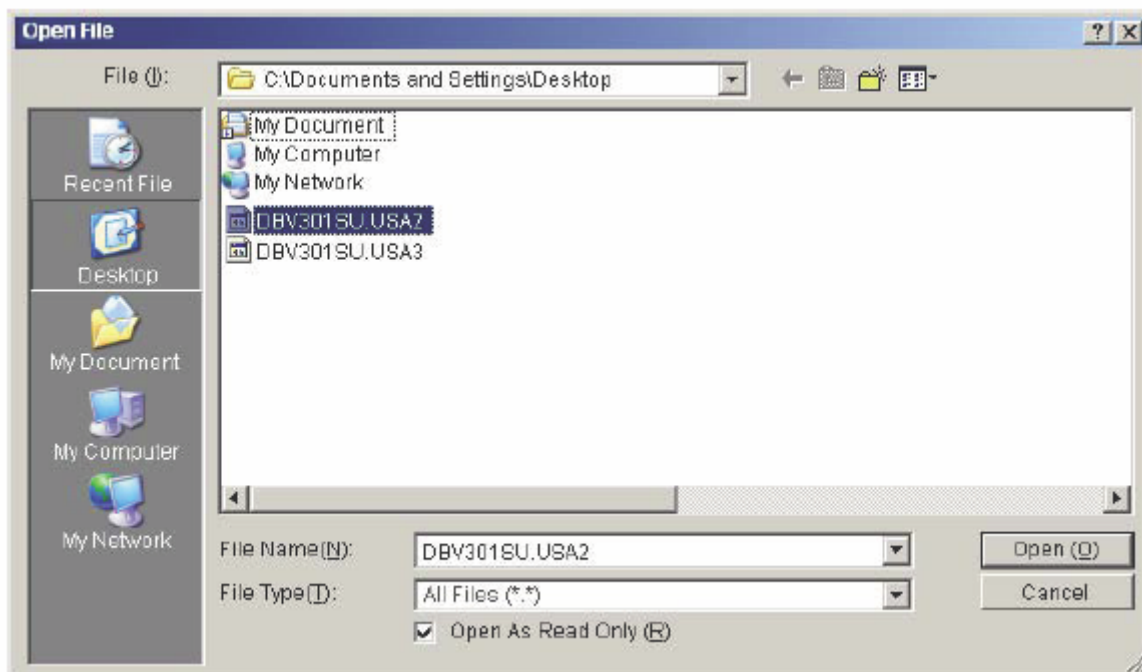 Open File
File (I):
C:\Documents and Settings\Desktop
Recent File
Desktop
My Document
My Computer
My Network
My Document
My Computer
My Network
DBV301SU.USA2
DBV301SU.USA3
File Name(N):
DBV301SU.USA2
Open (O)
File Type(T):
All Files (*.*)
Cancel
Open As Read Only (R)